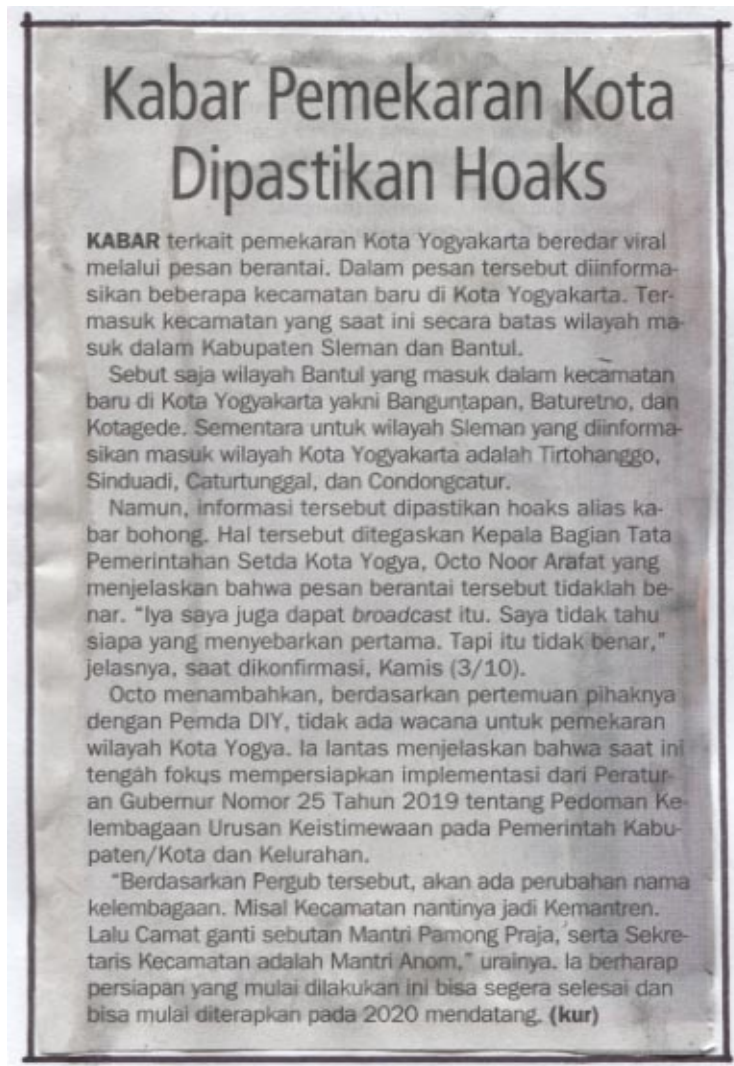 Kabar Pemekaran Kota
Dipastikan Hoaks
KABAR terkait pemekaran Kota Yogyakarta beredar viral
melalui pesan berantai. Dalam pesan tersebut diinforma-
sikan beberapa kecamatan baru di Kota Yogyakarta. Ter-
masuk kecamatan yang saat ini secara batas wilayah ma-
suk dalam Kabupaten Sleman dan Bantul.
Sebut saja wilayah Bantul yang masuk dalam kecamatan
baru di Kota Yogyakarta yakni Banguntapan, Baturetno, dan
Kotagede. Sementara untuk wilayah Sleman yang diinforma-
sikan masuk wilayah Kota Yogyakarta adalah Tirtohanggo,
Sinduadi, Caturtunggal, dan Condongcatur.
Namun, informasi tersebut dipastikan hoaks alias ka-
bar bohong. Hal tersebut ditegaskan Kepala Bagian Tata
Pemerintahan Setda Kota Yogya, Octo Noor Arafat yang
menjelaskan bahwa pesan berantai tersebut tidaklah be-
nar. “Iya saya juga dapat broadcast itu. Saya tidak tahu
siapa yang menyebarkan pertama. Tapi itu tidak benar,”
jelasnya, saat dikonfirmasi, Kamis (3/10).
Octo menambahkan, berdasarkan pertemuan pihaknya
dengan Pemda DIY, tidak ada wacana untuk pemekaran
wilayah Kota Yogya. Ia lantas menjelaskan bahwa saat ini
tengah fokus mempersiapkan implementasi dari Peratur-
an Gubernur Nomor 25 Tahun 2019 tentang Pedoman Ke-
lembagaan Urusan Keistimewaan pada Pemerintah Kabu-
paten/Kota dan Kelurahan.
“Berdasarkan Pergub tersebut, akan ada perubahan nama
kelembagaan. Misal Kecamatan nantinya jadi Kemantren.
Lalu Camat ganti sebutan Mantri Pamong Praja, serta Sekre-
taris Kecamatan adalah Mantri Anom,” urainya. Ia berharap
persiapan yang mulai dilakukan ini bisa segera selesai dan
bisa mulai diterapkan pada 2020 mendatang. (kur)